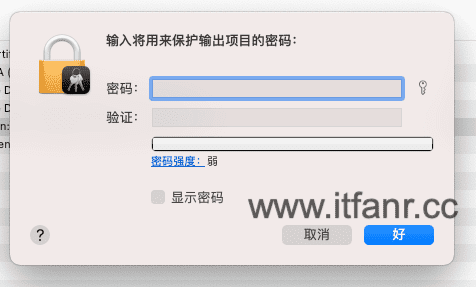 输入将用来保护输出项目的密码：
密码：
验证：
密码强度： 弱
显示密码
www.itfanr.cc
?
取消
好